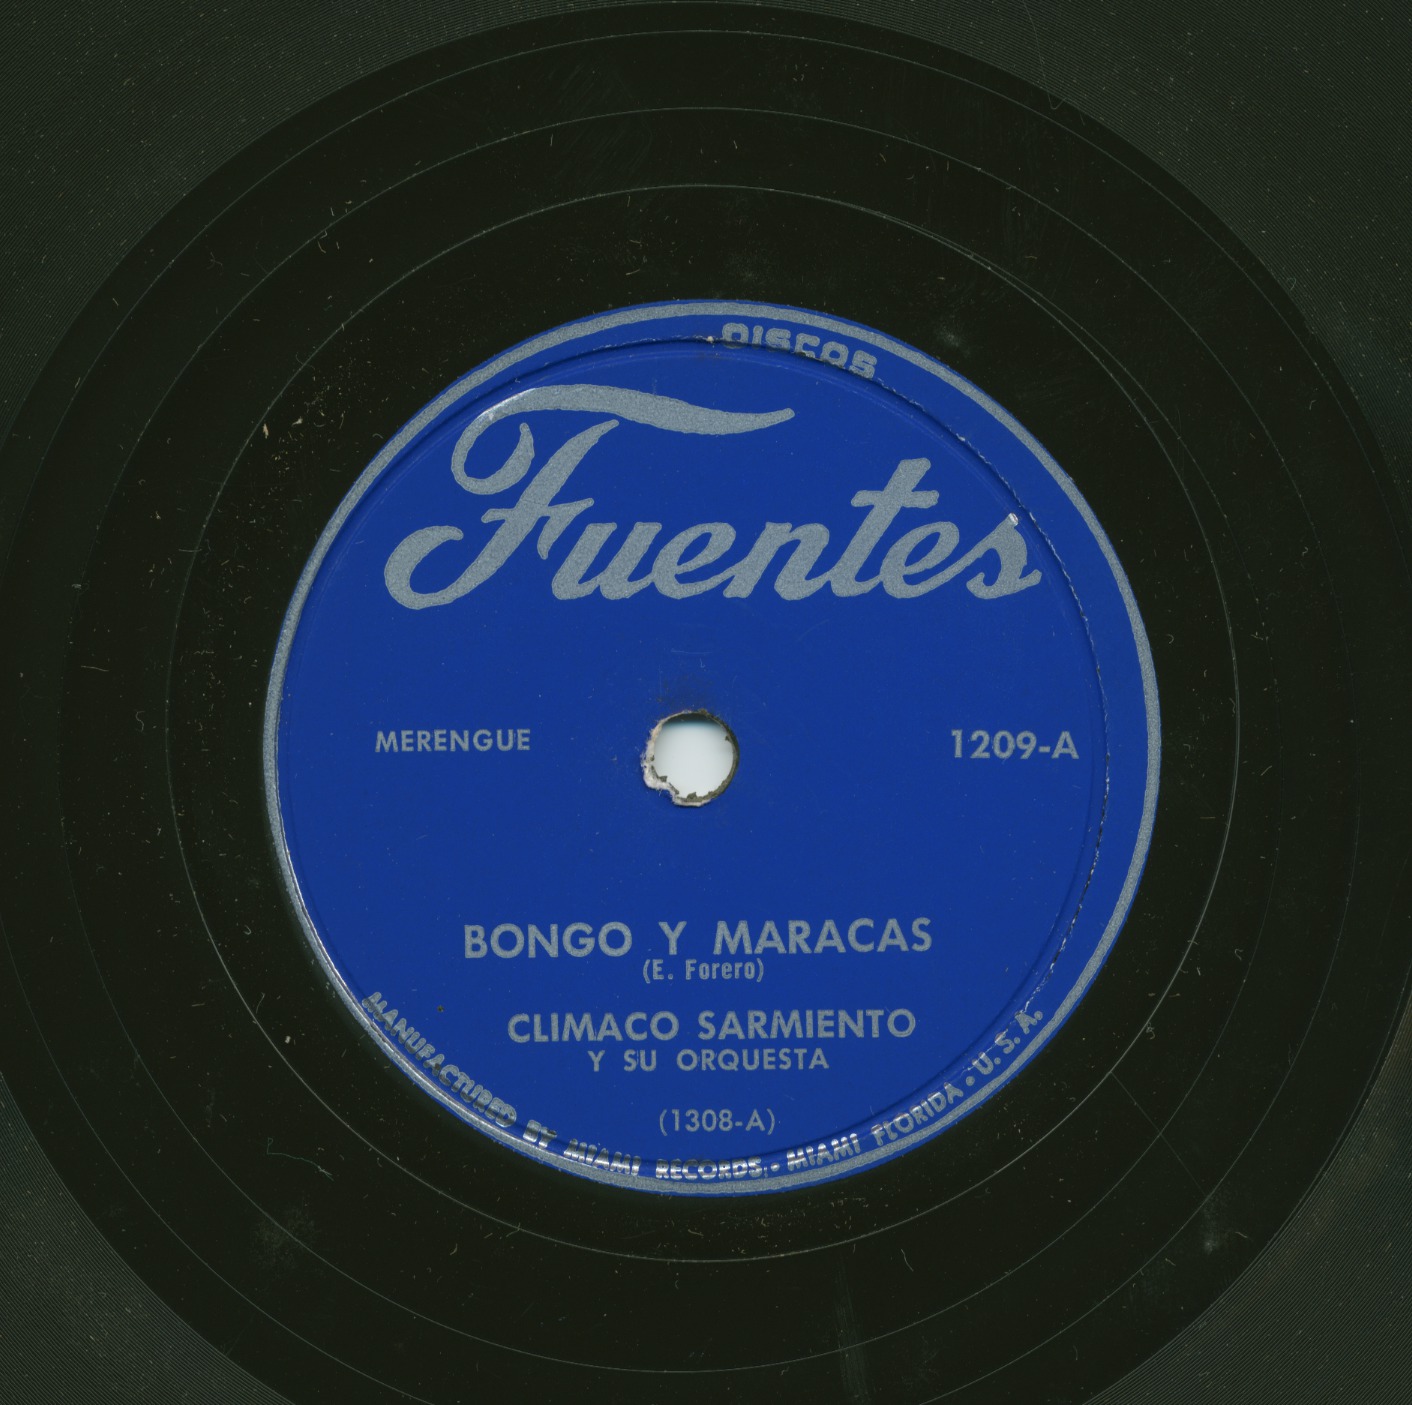 DISCOS
Fuentes
MERENGUE
1209-A
BONGO Y MARACAS
(E. Forero)
CLIMACO SARMIENTO
Y SU ORQUESTA
(1308-A)
MANUFACTURED BY MIAMI RECORDS, • MIAMI FLORIDA • U. S. A.